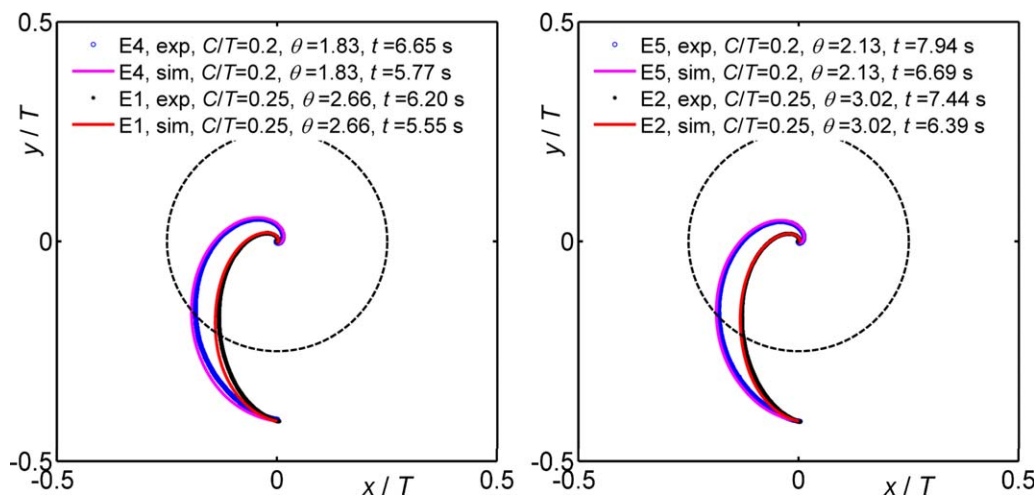 0.5
E4, exp, C/T=0.2, θ=1.83, t=6.65 s
E4, sim, C/T=0.2, θ=1.83, t=5.77 s
E1, exp, C/T=0.25, θ=2.66, t=6.20 s
E1, sim, C/T=0.25, θ=2.66, t=5.55 s
y / T
0
-0.5
-0.5
0
x / T
0.5
0.5
E5, exp, C/T=0.2, θ=2.13, t=7.94 s
E5, sim, C/T=0.2, θ=2.13, t=6.69 s
E2, exp, C/T=0.25, θ=3.02, t=7.44 s
E2, sim, C/T=0.25, θ=3.02, t=6.39 s
y / T
0
-0.5
-0.5
0
x / T
0.5